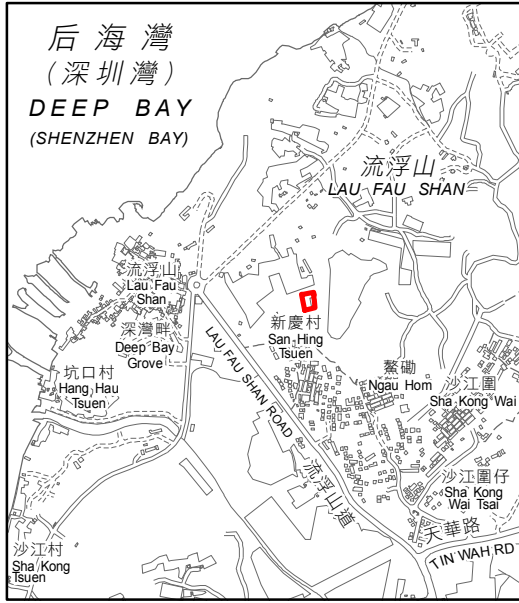 后海灣
(深圳灣)
DEEP BAY
(SHENZHEN BAY)
流浮山
LAU FAU SHAN
流浮山
Lau Fau
Shan
深灣畔
Deep Bay
Grove
坑口村
Hang Hau
Tsuen
新慶村
San Hing
Tsuen
LAU FAU SHAN ROAD
流浮山道
鰲磡
Ngau Hom
沙江圍
Sha Kong Wai
沙江圍仔
Sha Kong
Wai Tsai
天華路
TIN WAH RD
沙江村
Sha Kong
Tsuen